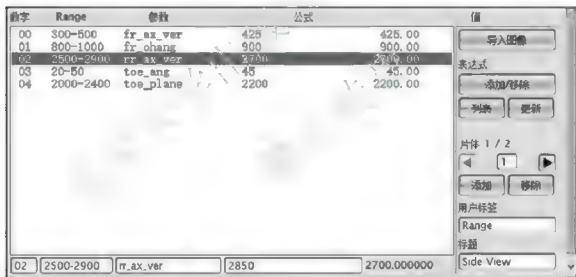 数字 Range 参数 公式 值
00 300-500 fr_ax_ver 425 425.00
01 800-1000 fr_ohang 900 900.00
02 2500-2900 rr_ax_ver 2700 2700.00
03 20-50 toe_ang 45 45.00
04 2000-2400 toe_plane 2200 2200.00
02 2500-2900 rr_ax_ver 2850 2700.000000
导入图像
表达式
添加/移除
列表 更新
片体 1 / 2
1
添加 移除
用户标签
Range
标题
Side View